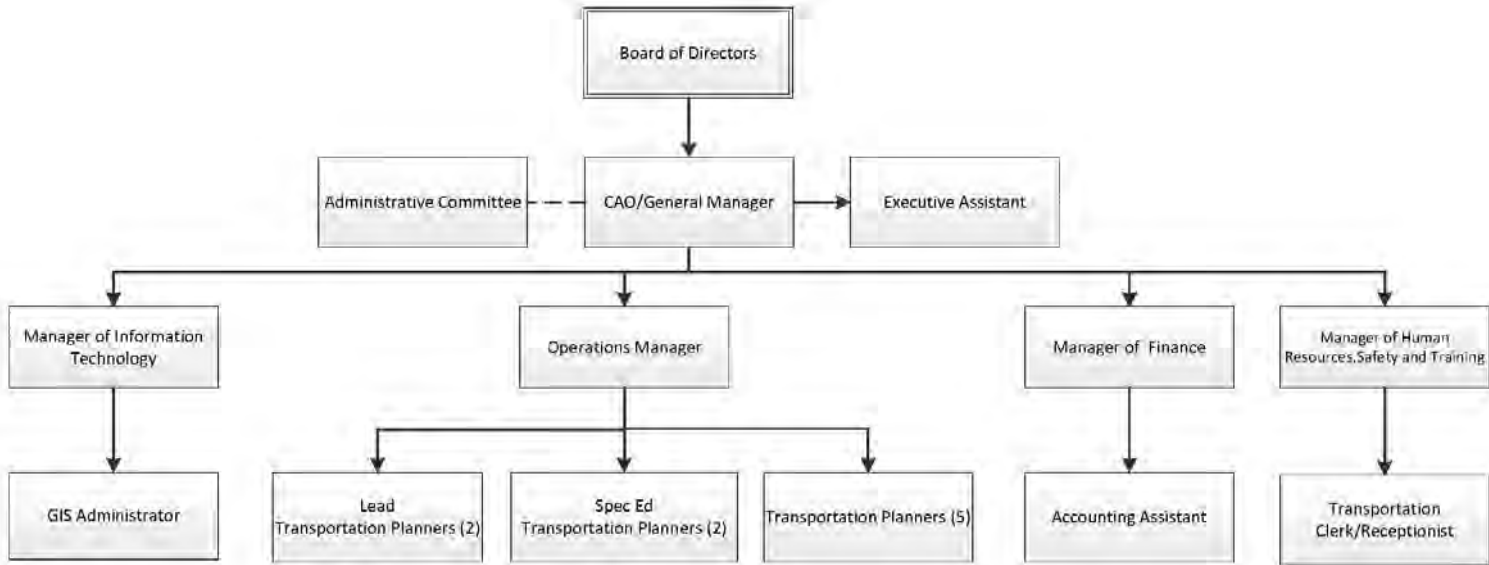 Board of Directors
Administrative Committee
CAO/General Manager
Executive Assistant
Manager of Information
Technology
Operations Manager
Manager of Finance
Manager of Human
Resources,Safety and Training
GIS Administrator
Lead
Transportation Planners (2)
Spec Ed
Transportation Planners (2)
Transportation Planners (5)
Accounting Assistant
Transportation
Clerk/Receptionist